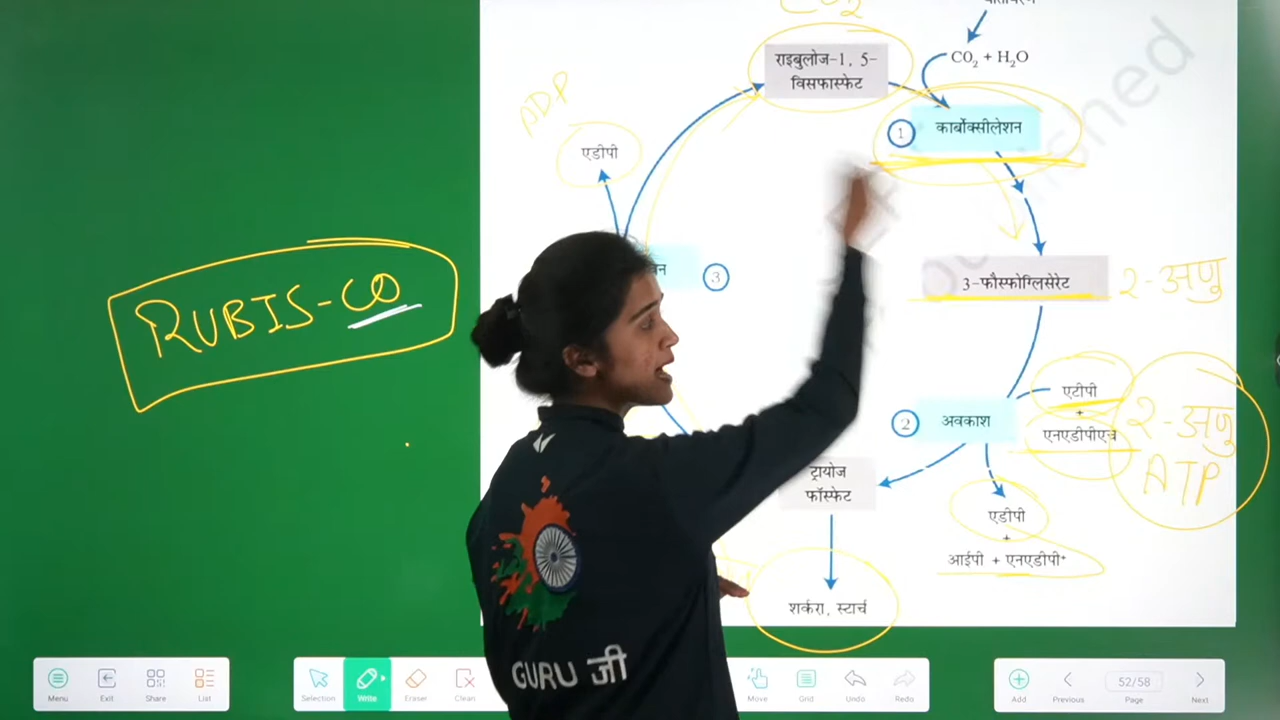 CO2
CO₂ + H₂O
राइबुलोज-1, 5-
विसफास्फेट
1
कार्बोक्सीलेशन
ADP
एडीपी
3
3-फौस्फोग्लिसेरेट
2-अणु
RUBIS-CO
एटीपी
+
एनएडीपीएच
2-अणु
ATP
2
अवकाश
ट्रायोज
फॉस्फेट
एडीपी
+
आईपी + एनएडीपी⁺
शर्करा, स्टार्च
GURU जी
Menu
Exit
Share
List
Selection
Write
Eraser
Clean
Move
Grid
Undo
Redo
Add
Previous
52/58
Page
Next